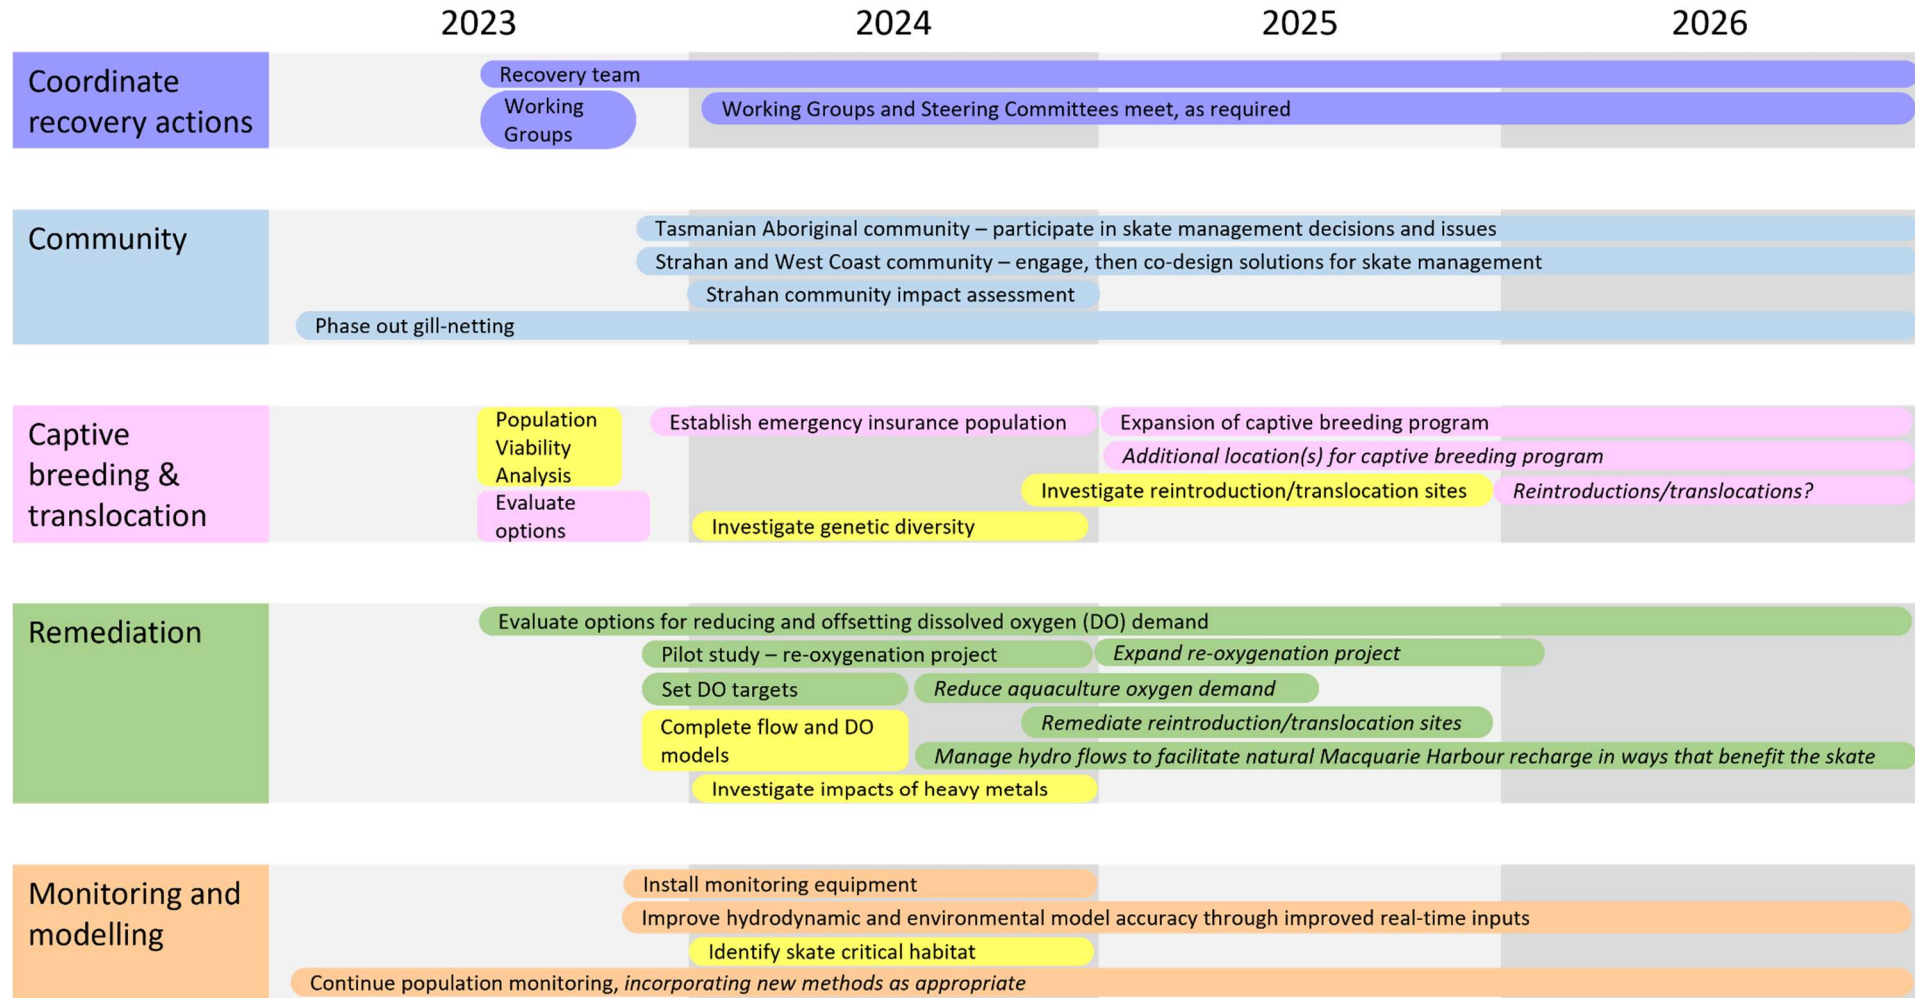 2023 2024 2025 2026
Coordinate
recovery actions
Recovery team
Working
Groups
Working Groups and Steering Committees meet, as required
Community
Tasmanian Aboriginal community – participate in skate management decisions and issues
Strahan and West Coast community – engage, then co-design solutions for skate management
Strahan community impact assessment
Phase out gill-netting
Captive
breeding &
translocation
Population
Viability
Analysis
Establish emergency insurance population
Expansion of captive breeding program
Additional location(s) for captive breeding program
Evaluate
options
Investigate reintroduction/translocation sites
Reintroductions/translocations?
Investigate genetic diversity
Remediation
Evaluate options for reducing and offsetting dissolved oxygen (DO) demand
Pilot study – re-oxygenation project
Expand re-oxygenation project
Set DO targets
Reduce aquaculture oxygen demand
Complete flow and DO
models
Remediate reintroduction/translocation sites
Manage hydro flows to facilitate natural Macquarie Harbour recharge in ways that benefit the skate
Investigate impacts of heavy metals
Monitoring and
modelling
Install monitoring equipment
Improve hydrodynamic and environmental model accuracy through improved real-time inputs
Identify skate critical habitat
Continue population monitoring, incorporating new methods as appropriate